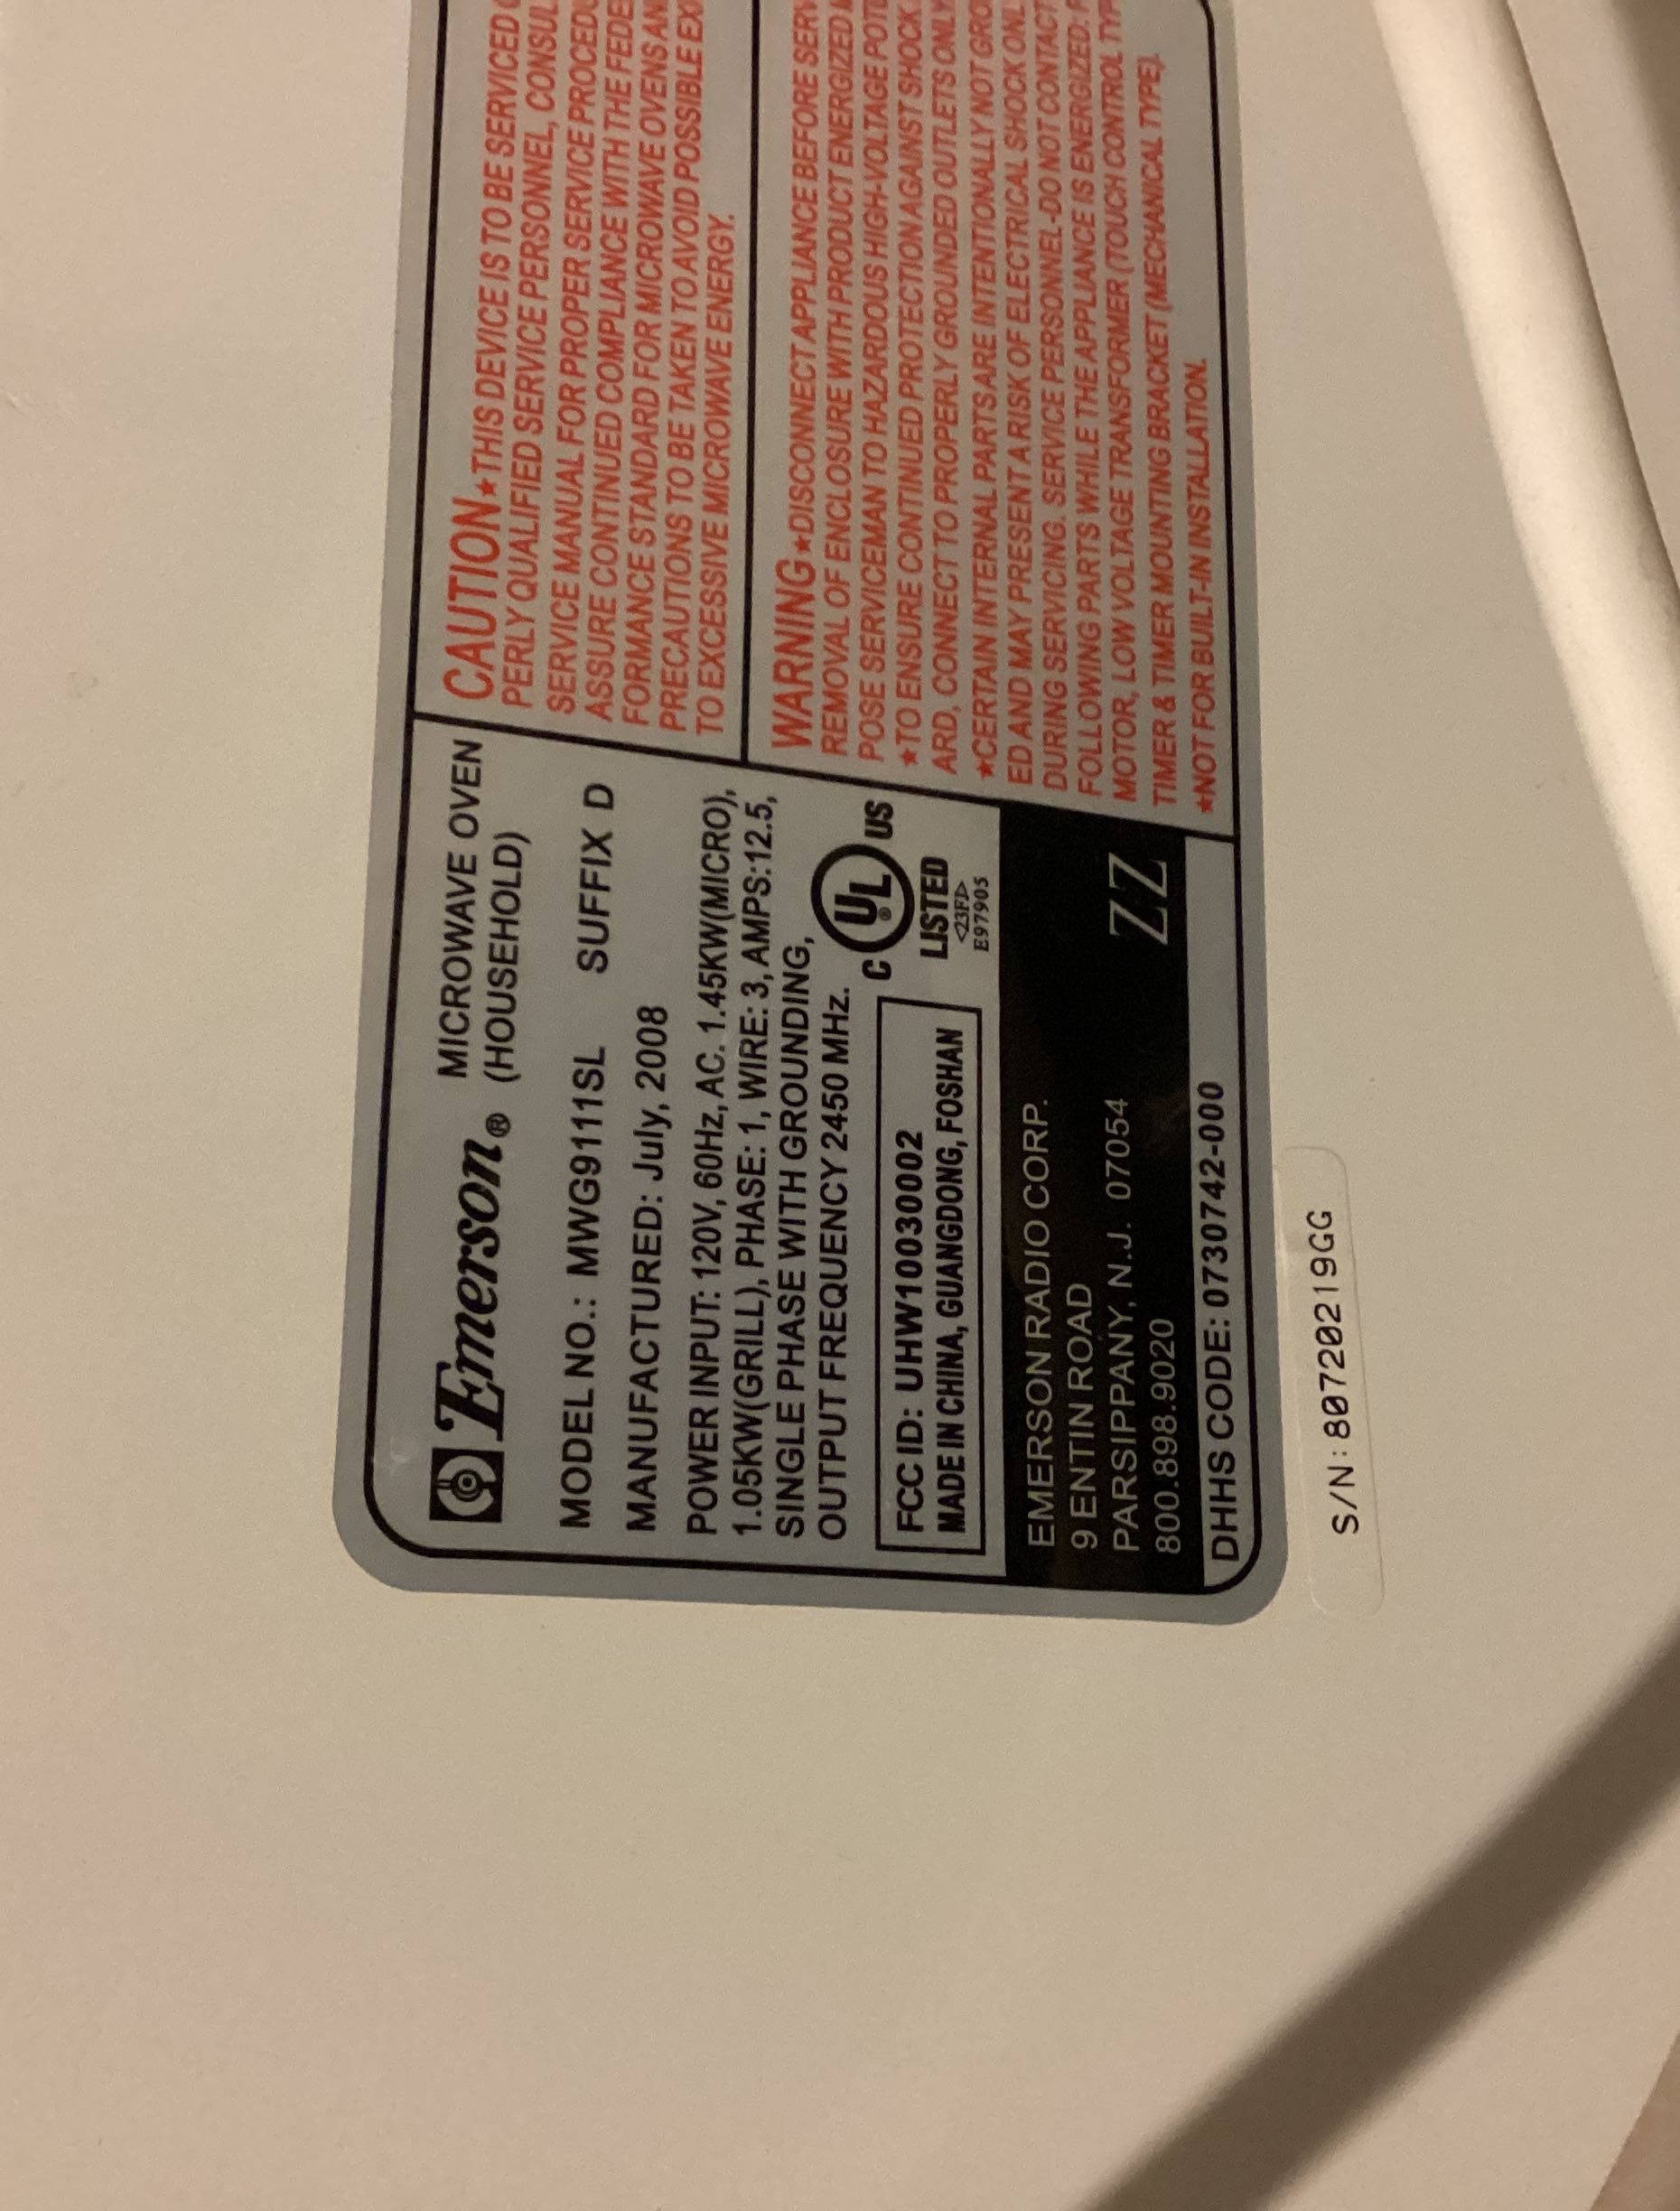 Emerson®
MICROWAVE OVEN
(HOUSEHOLD)
MODEL NO.: MWG9111SL SUFFIX D
MANUFACTURED: July, 2008
POWER INPUT: 120V, 60Hz, AC. 1.45KW(MICRO),
1.05KW(GRILL), PHASE: 1, WIRE: 3, AMPS:12.5,
SINGLE PHASE WITH GROUNDING,
OUTPUT FREQUENCY 2450 MHz.
FCC ID: UHW10030002
MADE IN CHINA, GUANGDONG, FOSHAN
C UL® US
LISTED
<23FD>
E97905
EMERSON RADIO CORP.
9 ENTIN ROAD
PARSIPPANY, N.J. 07054
800.898.9020
ZZ
DHHS CODE: 0730742-000
CAUTION★THIS DEVICE IS TO BE SERVICED
PERLY QUALIFIED SERVICE PERSONNEL, CONSUL
SERVICE MANUAL FOR PROPER SERVICE PROCEDU
ASSURE CONTINUED COMPLIANCE WITH THE FEDE
FORMANCE STANDARD FOR MICROWAVE OVENS AN
PRECAUTIONS TO BE TAKEN TO AVOID POSSIBLE EX
TO EXCESSIVE MICROWAVE ENERGY.
WARNING★DISCONNECT APPLIANCE BEFORE SERV
REMOVAL OF ENCLOSURE WITH PRODUCT ENERGIZED
POSE SERVICEMAN TO HAZARDOUS HIGH-VOLTAGE POTE
★TO ENSURE CONTINUED PROTECTION AGAINST SHOCK
ARD, CONNECT TO PROPERLY GROUNDED OUTLETS ONLY
★CERTAIN INTERNAL PARTS ARE INTENTIONALLY NOT GRO
ED AND MAY PRESENT A RISK OF ELECTRICAL SHOCK ONL
DURING SERVICING. SERVICE PERSONNEL-DO NOT CONTACT
FOLLOWING PARTS WHILE THE APPLIANCE IS ENERGIZED:
MOTOR, LOW VOLTAGE TRANSFORMER (TOUCH CONTROL TYP
TIMER & TIMER MOUNTING BRACKET (MECHANICAL TYPE).
★NOT FOR BUILT-IN INSTALLATION.
S/N:80720219GG